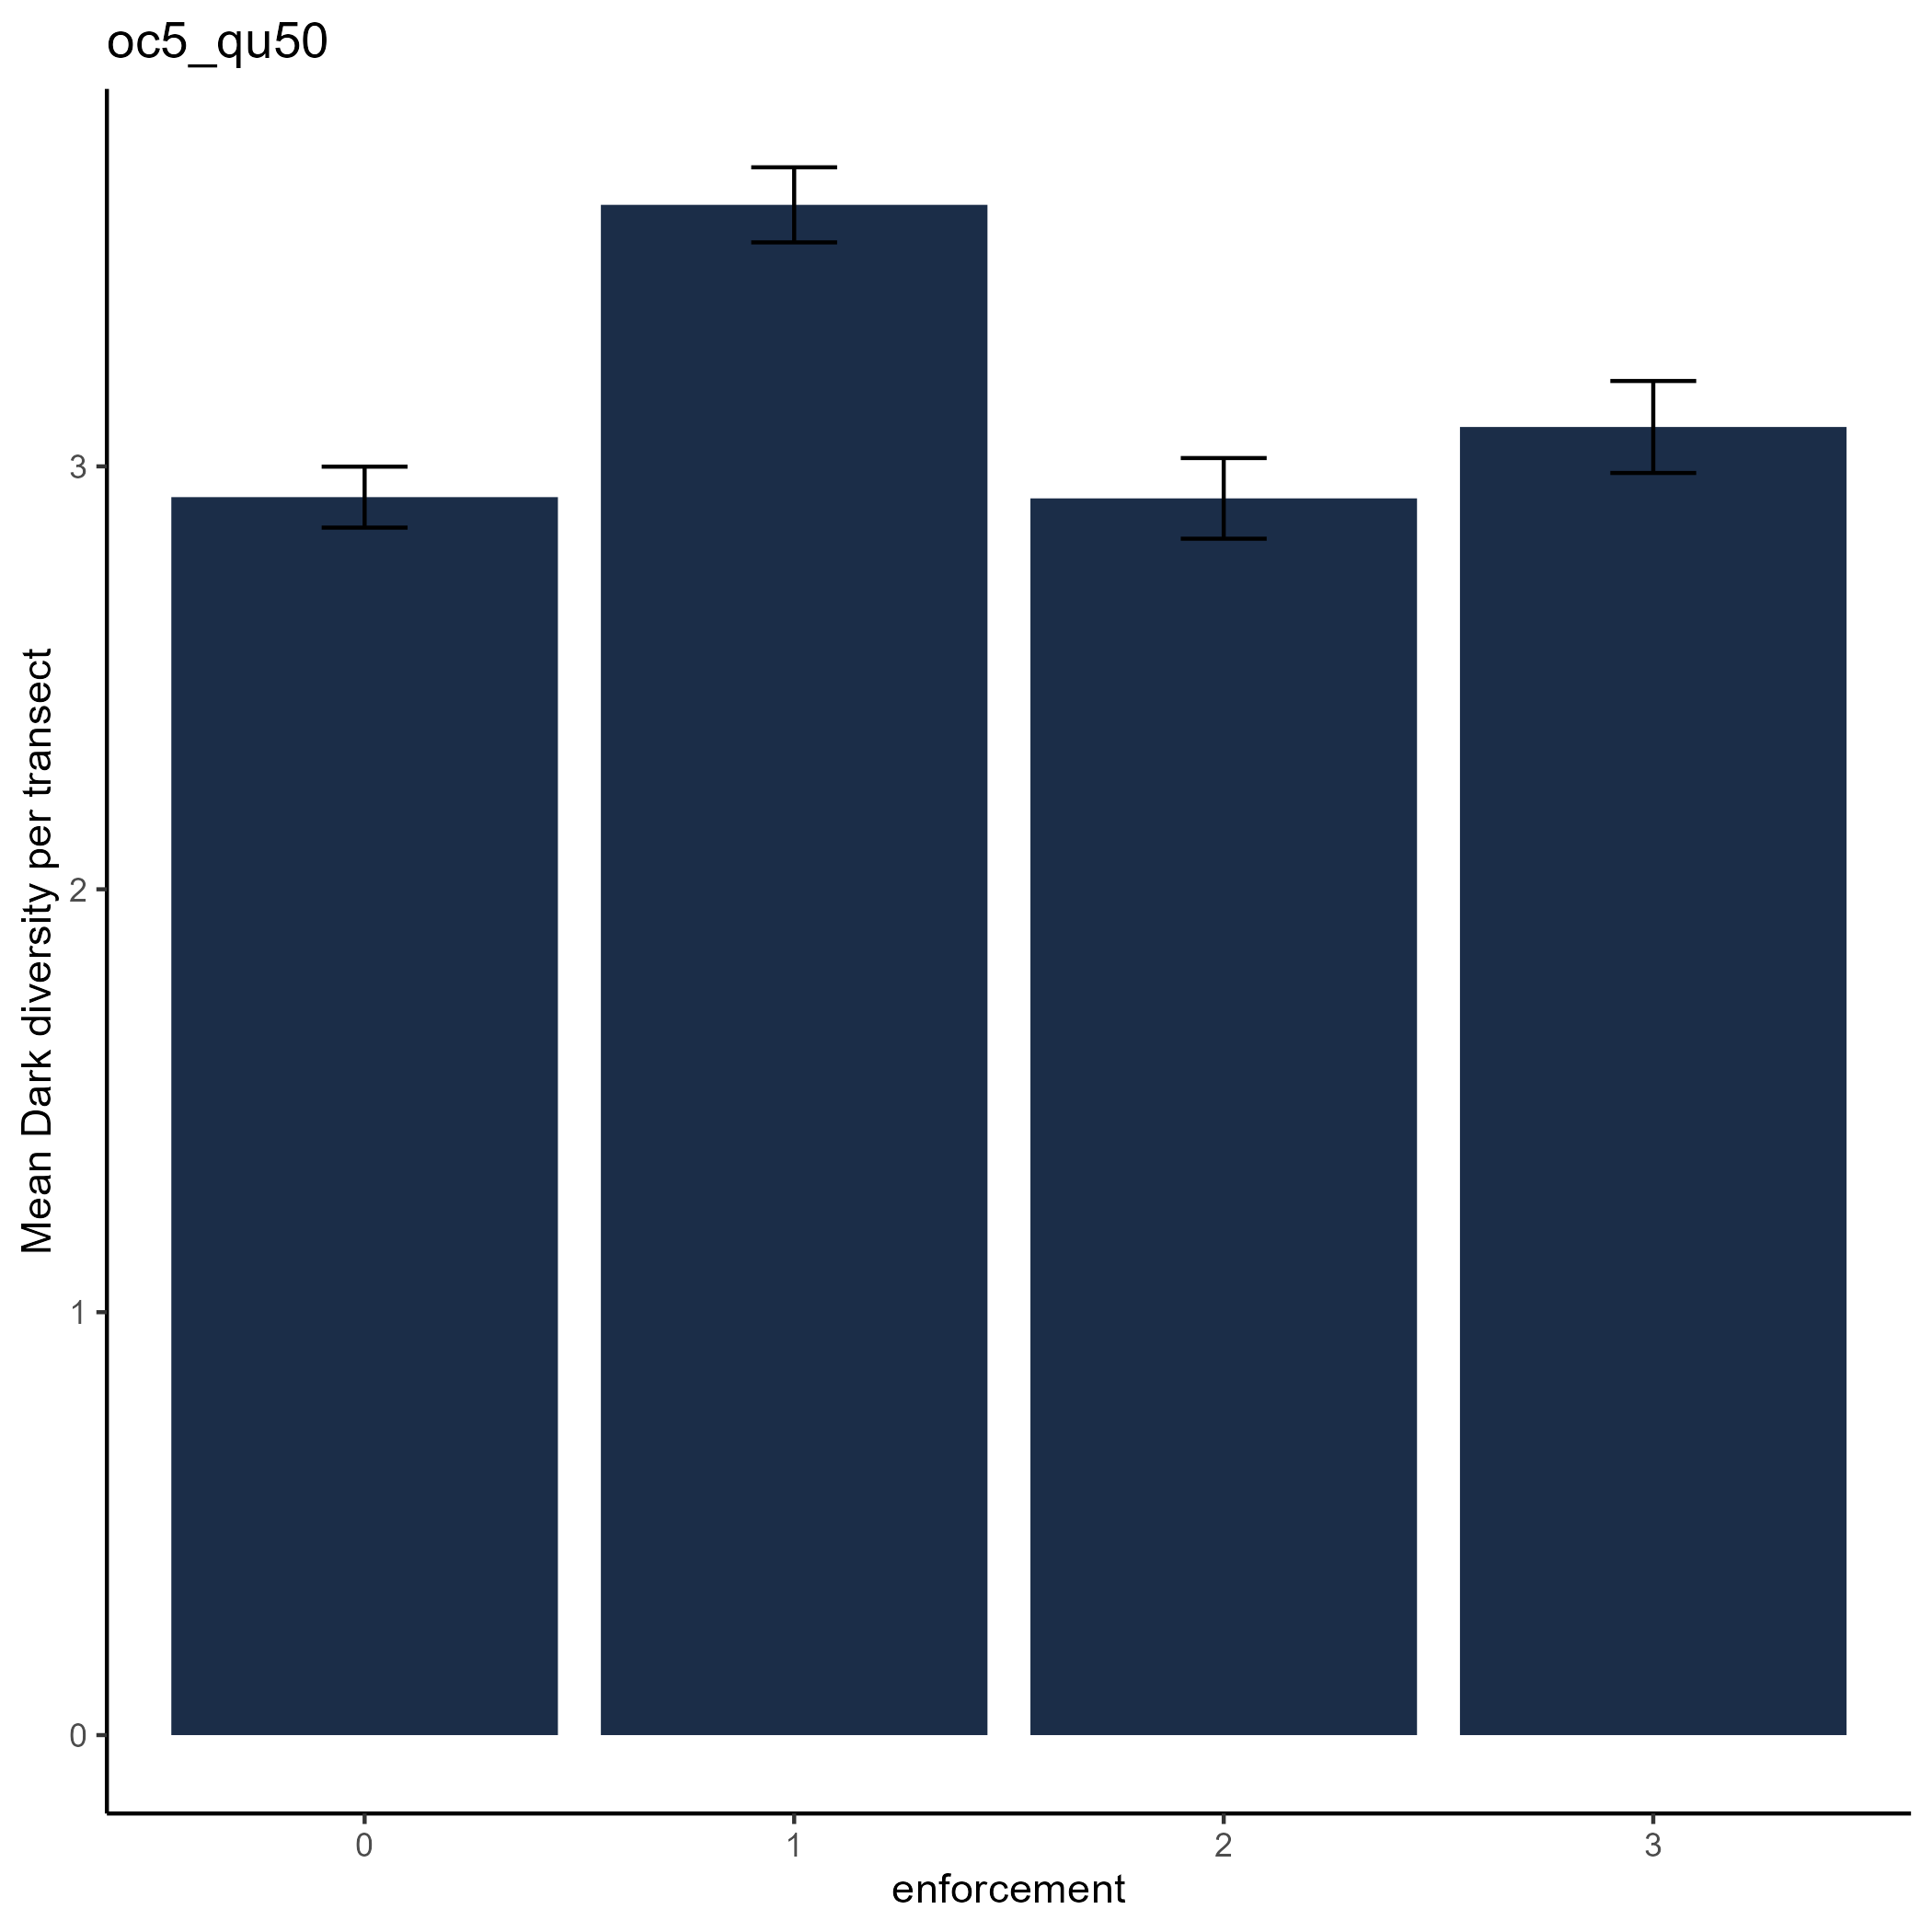 oc5_qu50
Mean Dark diversity per transect
3
2
1
0
0 1 2 3
enforcement